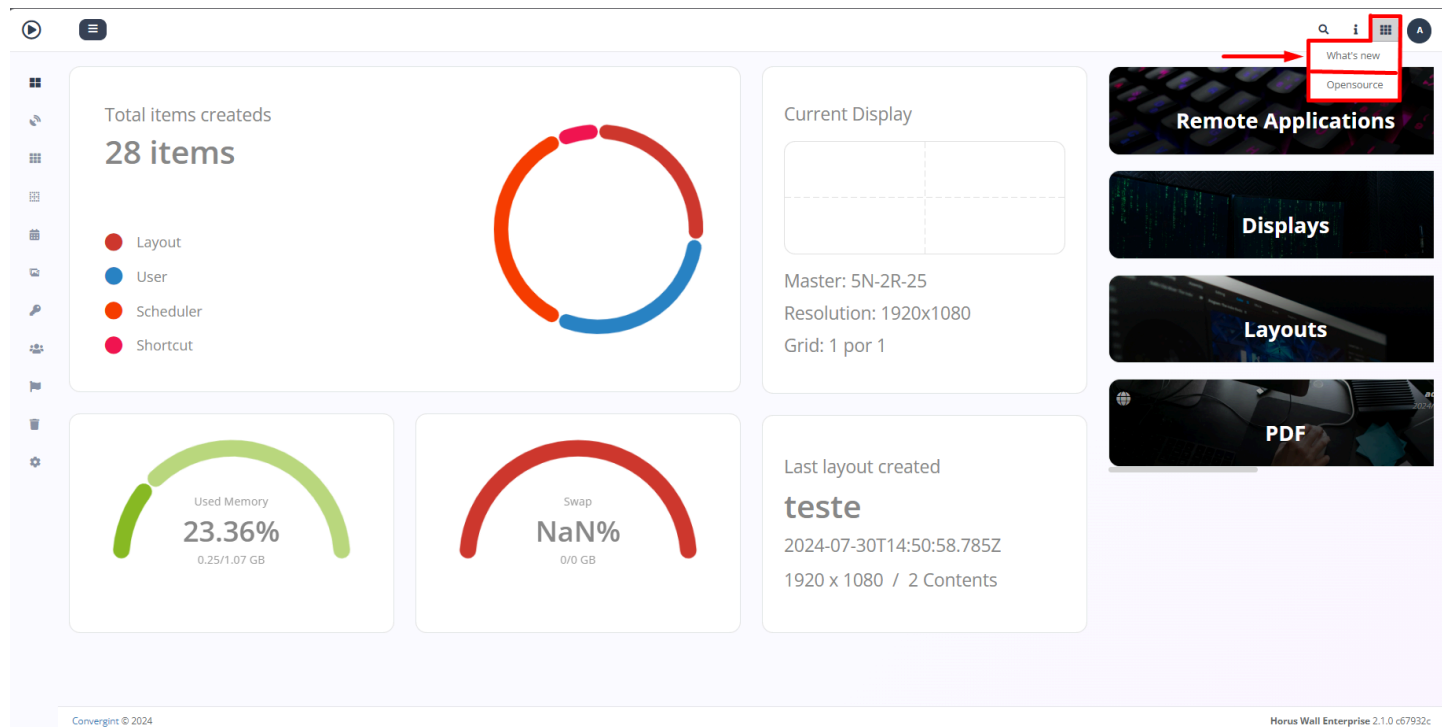 A
What's new
Opensource
Total items createds
28 items
Layout
User
Scheduler
Shortcut
Current Display
Master: 5N-2R-25
Resolution: 1920x1080
Grid: 1 por 1
Remote Applications
Displays
Layouts
PDF
Used Memory
23.36%
0.25/1.07 GB
Swap
NaN%
0/0 GB
Last layout created
teste
2024-07-30T14:50:58.785Z
1920 x 1080 / 2 Contents
Convergint © 2024
Horus Wall Enterprise 2.1.0 c67932c